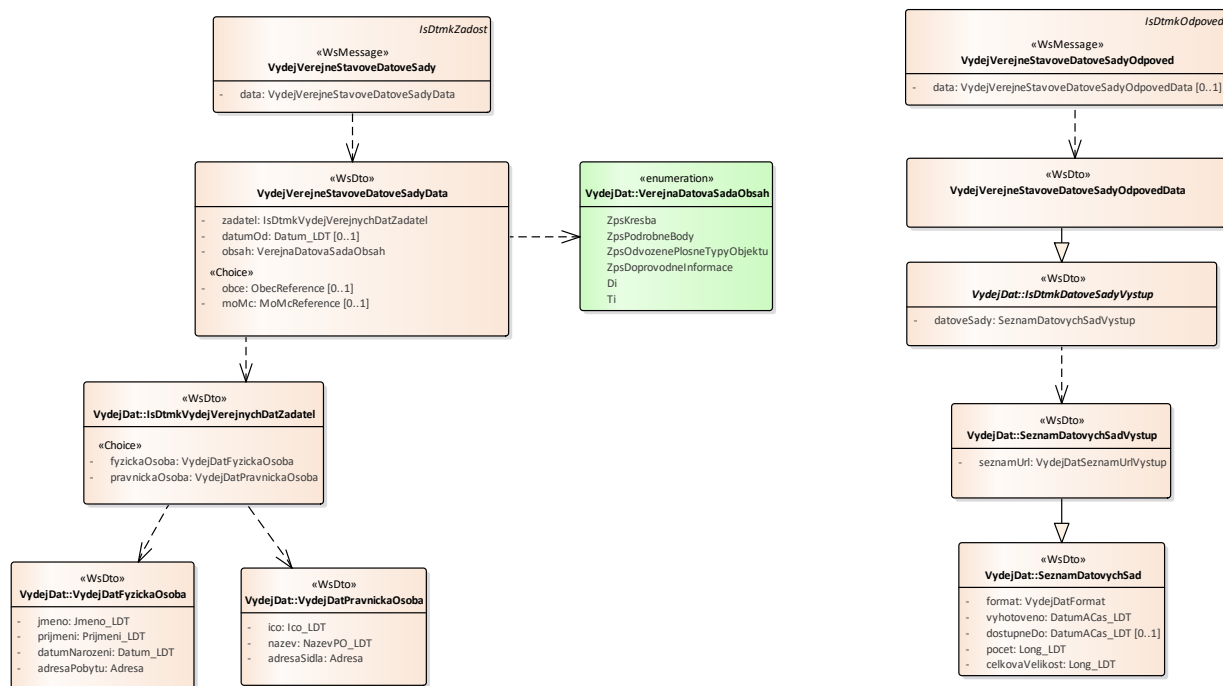 IsDtmkZadost
«WsMessage»
VydejVerejneStavoveDatoveSady
- data: VydejVerejneStavoveDatoveSadyData
«WsDto»
VydejVerejneStavoveDatoveSadyData
- zadatel: IsDtmkVydejVerejnychDatZadatel
- datumOd: Datum_LDT [0..1]
- obsah: VerejnaDatovaSadaObsah
«Choice»
- obce: ObecReference [0..1]
- moMc: MoMcReference [0..1]
«enumeration»
VydejDat::VerejnaDatovaSadaObsah
ZpsKresba
ZpsPodrobneBody
ZpsOdvozenePlosneTypyObjektu
ZpsDoprovodneInformace
Di
Ti
«WsDto»
VydejDat::IsDtmkVydejVerejnychDatZadatel
«Choice»
- fyzickaOsoba: VydejDatFyzickaOsoba
- pravnickaOsoba: VydejDatPravnickaOsoba
«WsDto»
VydejDat::VydejDatFyzickaOsoba
- jmeno: Jmeno_LDT
- prijmeni: Prijmeni_LDT
- datumNarozeni: Datum_LDT
- adresaPobytu: Adresa
«WsDto»
VydejDat::VydejDatPravnickaOsoba
- ico: Ico_LDT
- nazev: NazevPO_LDT
- adresaSidla: Adresa
IsDtmkOdpoved
«WsMessage»
VydejVerejneStavoveDatoveSadyOdpoved
- data: VydejVerejneStavoveDatoveSadyOdpovedData [0..1]
«WsDto»
VydejVerejneStavoveDatoveSadyOdpovedData
«WsDto»
VydejDat::IsDtmkDatoveSadyVystup
- datoveSady: SeznamDatovychSadVystup
«WsDto»
VydejDat::SeznamDatovychSadVystup
- seznamUrl: VydejDatSeznamUrlVystup
«WsDto»
VydejDat::SeznamDatovychSad
- format: VydejDatFormat
- vyhotoveno: DatumACas_LDT
- dostupneDo: DatumACas_LDT [0..1]
- pocet: Long_LDT
- celkovaVelikost: Long_LDT